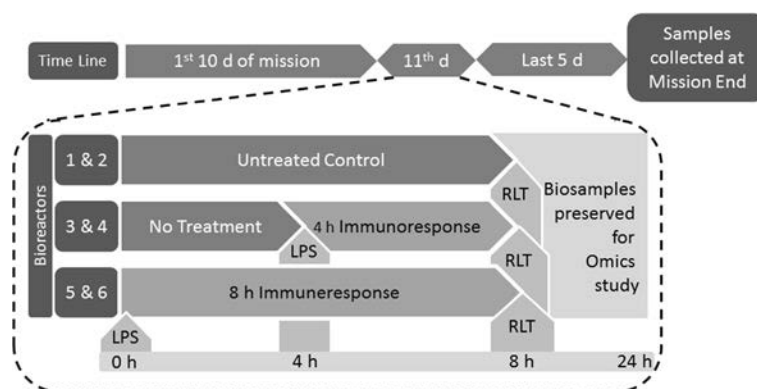 Time Line
1st 10 d of mission
11th d
Last 5 d
Samples
collected at
Mission End
Bioreactors
1 & 2
Untreated Control
RLT
Biosamples
preserved
for
Omics
study
3 & 4
No Treatment
LPS
4 h Immunoresponse
RLT
5 & 6
8 h Immuneresponse
LPS
RLT
0 h
4 h
8 h
24 h